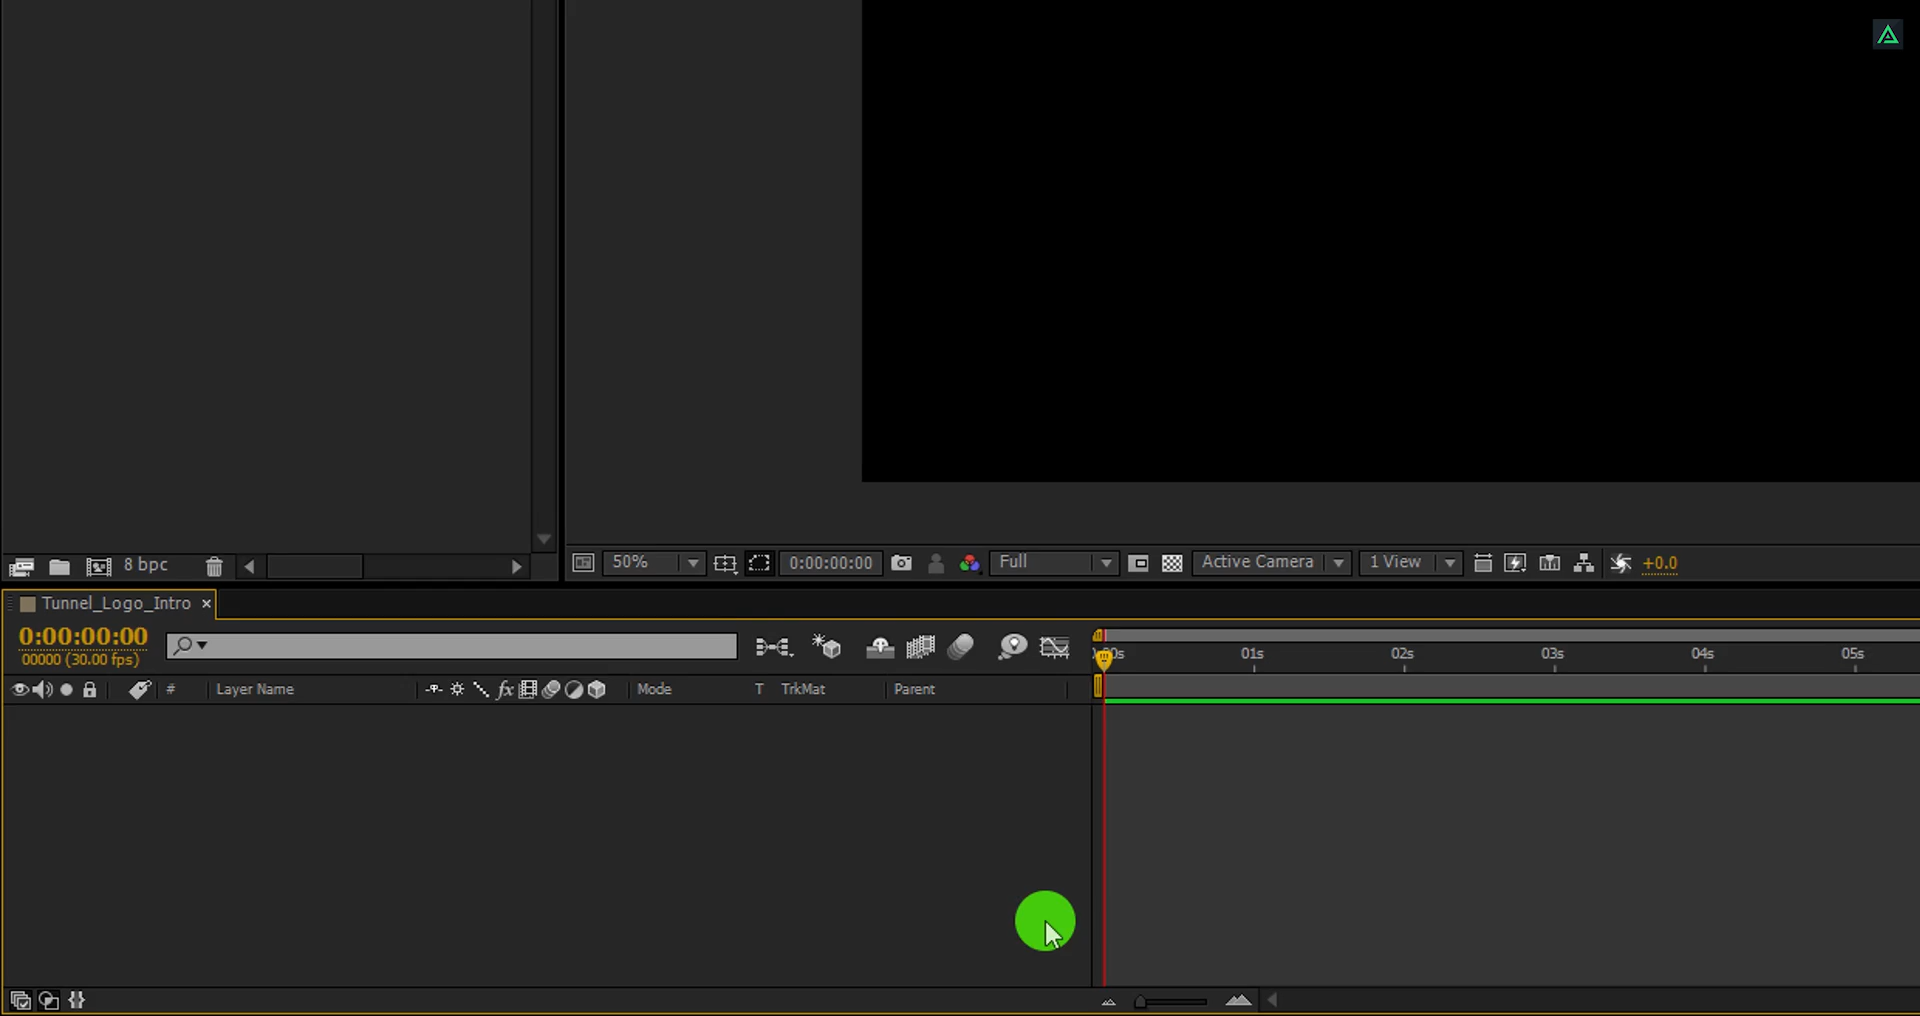 8 bpc
50%
0:00:00:00
Full
Active Camera
1 View
+0.0
Tunnel_Logo_Intro ×
0:00:00:00
00000 (30.00 fps)
01s
02s
03s
04s
05s
#
Layer Name
fx
Mode
T
TrkMat
Parent